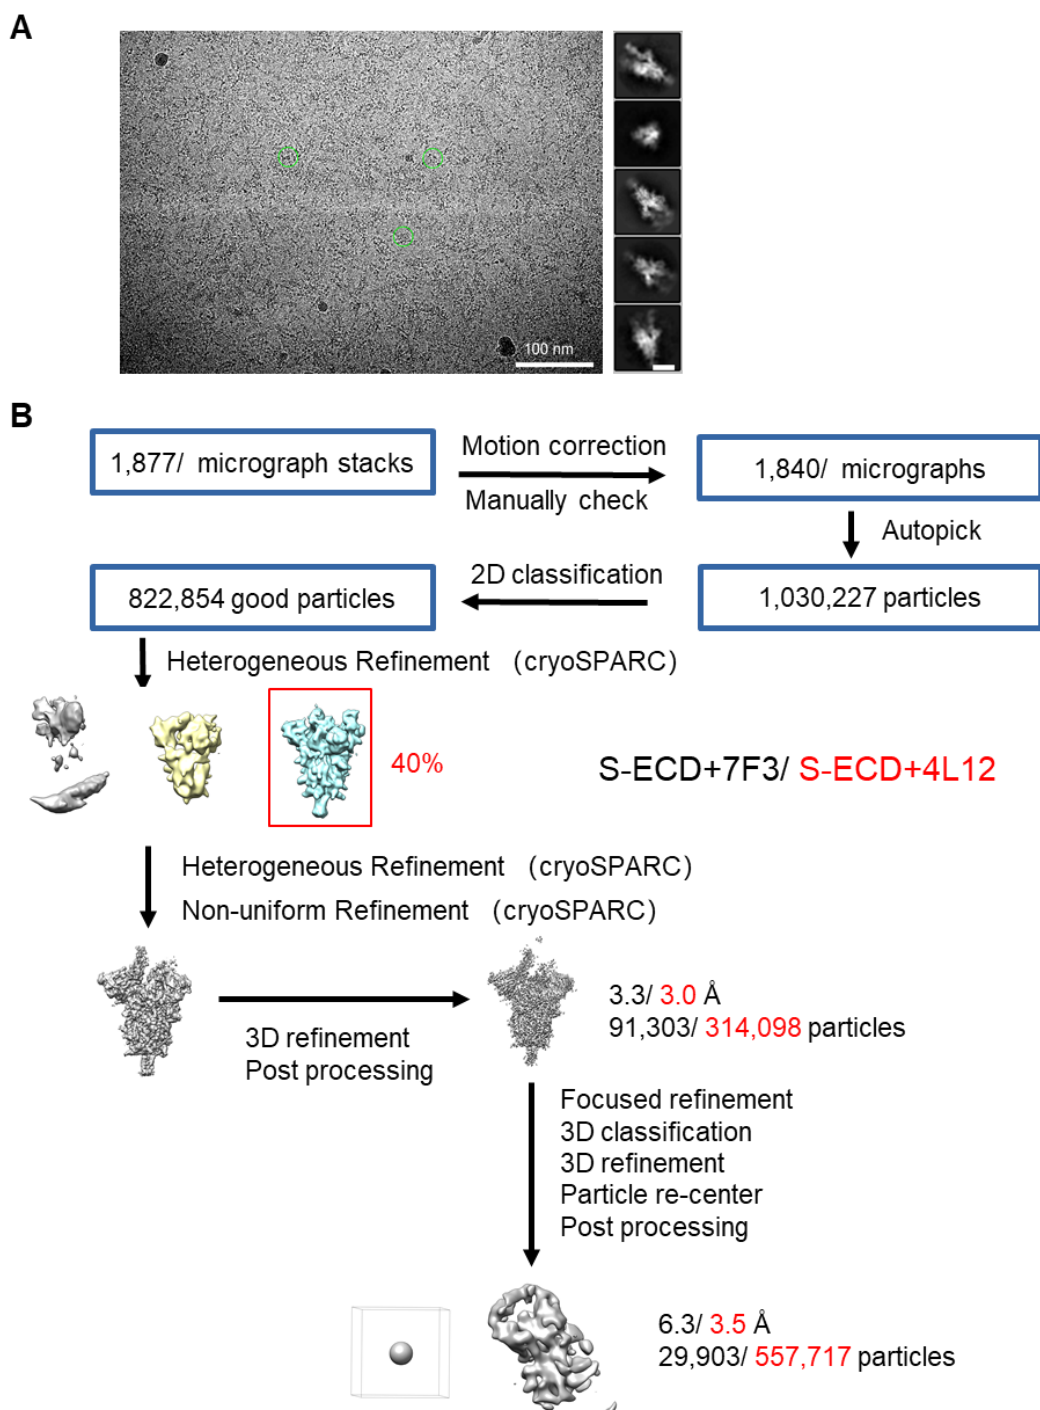 A
100 nm
B
1,877/ micrograph stacks
Motion correction
Manually check
1,840/ micrographs
Autopick
822,854 good particles
2D classification
1,030,227 particles
Heterogeneous Refinement (cryoSPARC)
40%
S-ECD+7F3/ S-ECD+4L12
Heterogeneous Refinement (cryoSPARC)
Non-uniform Refinement (cryoSPARC)
3D refinement
Post processing
3.3/ 3.0 Å
91,303/ 314,098 particles
Focused refinement
3D classification
3D refinement
Particle re-center
Post processing
6.3/ 3.5 Å
29,903/ 557,717 particles